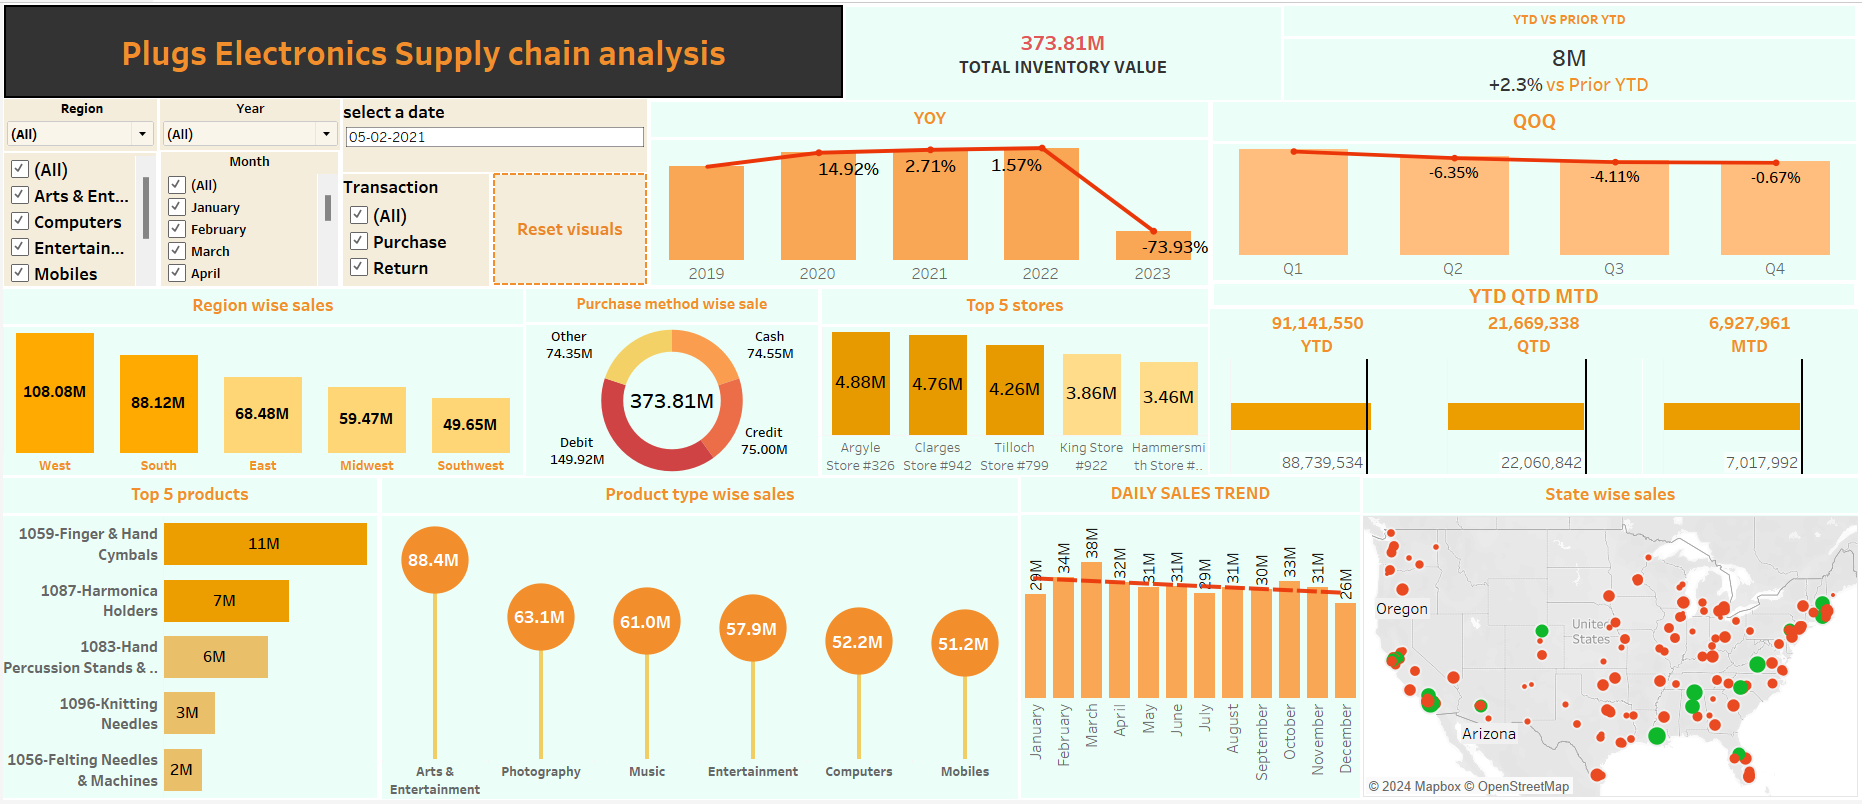 Plugs Electronics Supply chain analysis
373.81M
TOTAL INVENTORY VALUE
YTD VS PRIOR YTD
8M
+2.3% vs Prior YTD
Region
(All)
(All)
Arts & Ent...
Computers
Entertain...
Mobiles
Year
(All)
Month
(All)
January
February
March
April
select a date
05-02-2021
Transaction
(All)
Purchase
Return
Reset visuals
YOY
14.92%
2.71%
1.57%
-73.93%
2019
2020
2021
2022
2023
QOQ
-6.35%
-4.11%
-0.67%
Q1
Q2
Q3
Q4
Region wise sales
108.08M
88.12M
68.48M
59.47M
49.65M
West
South
East
Midwest
Southwest
Purchase method wise sale
Other
74.35M
Cash
74.55M
373.81M
Debit
149.92M
Credit
75.00M
Top 5 stores
4.88M
4.76M
4.26M
3.86M
3.46M
Argyle
Store #326
Clarges
Store #942
Tilloch
Store #799
King Store
#922
Hammersmi
th Store #..
YTD QTD MTD
91,141,550
YTD
21,669,338
QTD
6,927,961
MTD
88,739,534
22,060,842
7,017,992
Top 5 products
1059-Finger & Hand
Cymbals
11M
1087-Harmonica
Holders
7M
1083-Hand
Percussion Stands & ..
6M
1096-Knitting
Needles
3M
1056-Felting Needles
& Machines
2M
Product type wise sales
88.4M
63.1M
61.0M
57.9M
52.2M
51.2M
Arts &
Entertainment
Photography
Music
Entertainment
Computers
Mobiles
DAILY SALES TREND
29M
34M
38M
32M
31M
31M
29M
31M
30M
33M
31M
26M
January
February
March
April
May
June
July
August
September
October
November
December
State wise sales
Oregon
United
States
Arizona
© 2024 Mapbox © OpenStreetMap